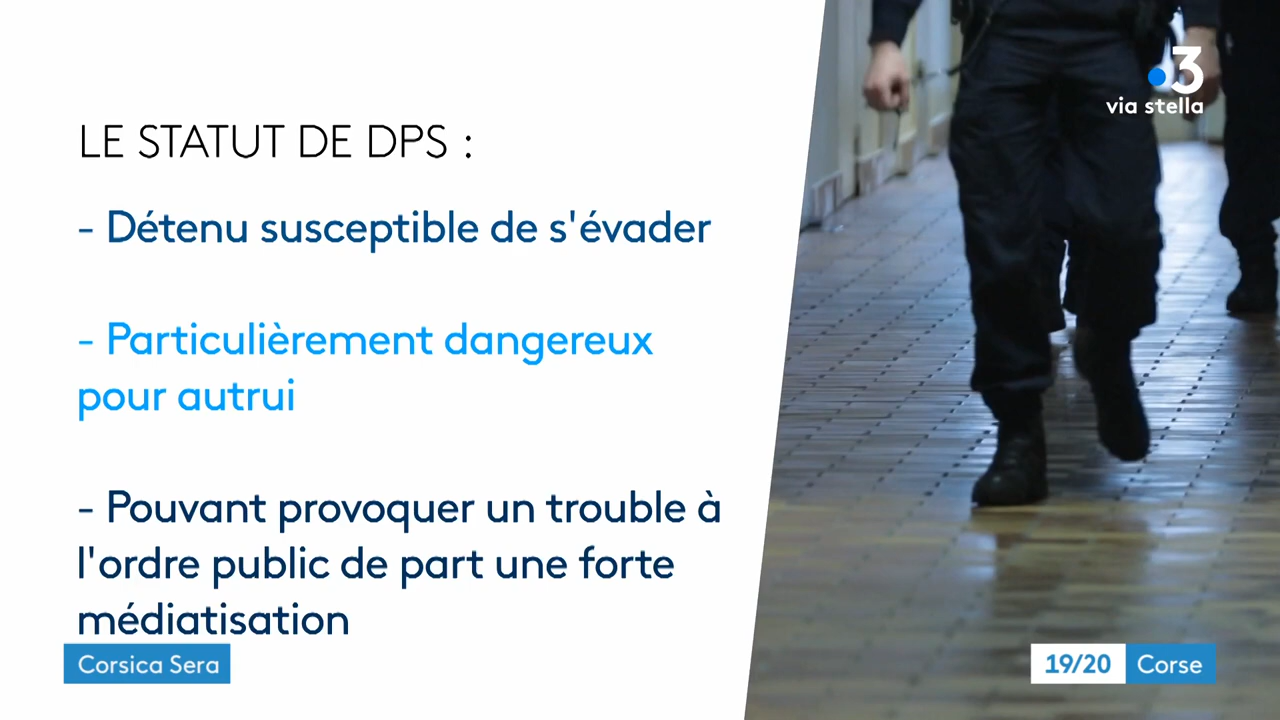 3
via stella
LE STATUT DE DPS :
- Détenu susceptible de s'évader
- Particulièrement dangereux
pour autrui
- Pouvant provoquer un trouble à
l'ordre public de part une forte
médiatisation
Corsica Sera
19/20 Corse